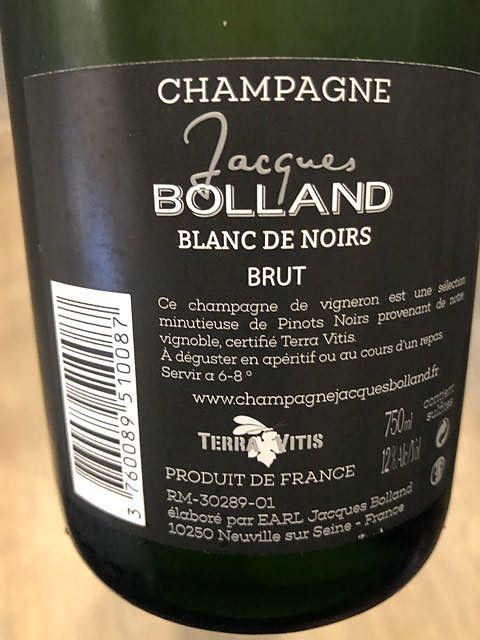 CHAMPAGNE
Jacques
BOLLAND
BLANC DE NOIRS
BRUT
Ce champagne de vigneron est une sélection
minutieuse de Pinots Noirs provenant de notre
vignoble, certifié Terra Vitis.
À déguster en apéritif ou au cours d'un repas
Servir a 6-8 °
www.champagnejacquesbolland.fr
contient
sulfites
750ml
12%Alc/Vol
TERRA VITIS
PRODUIT DE FRANCE
RM-30289-01
élaboré par EARL Jacques Bolland
10250 Neuville sur Seine - France
3 760089 510087